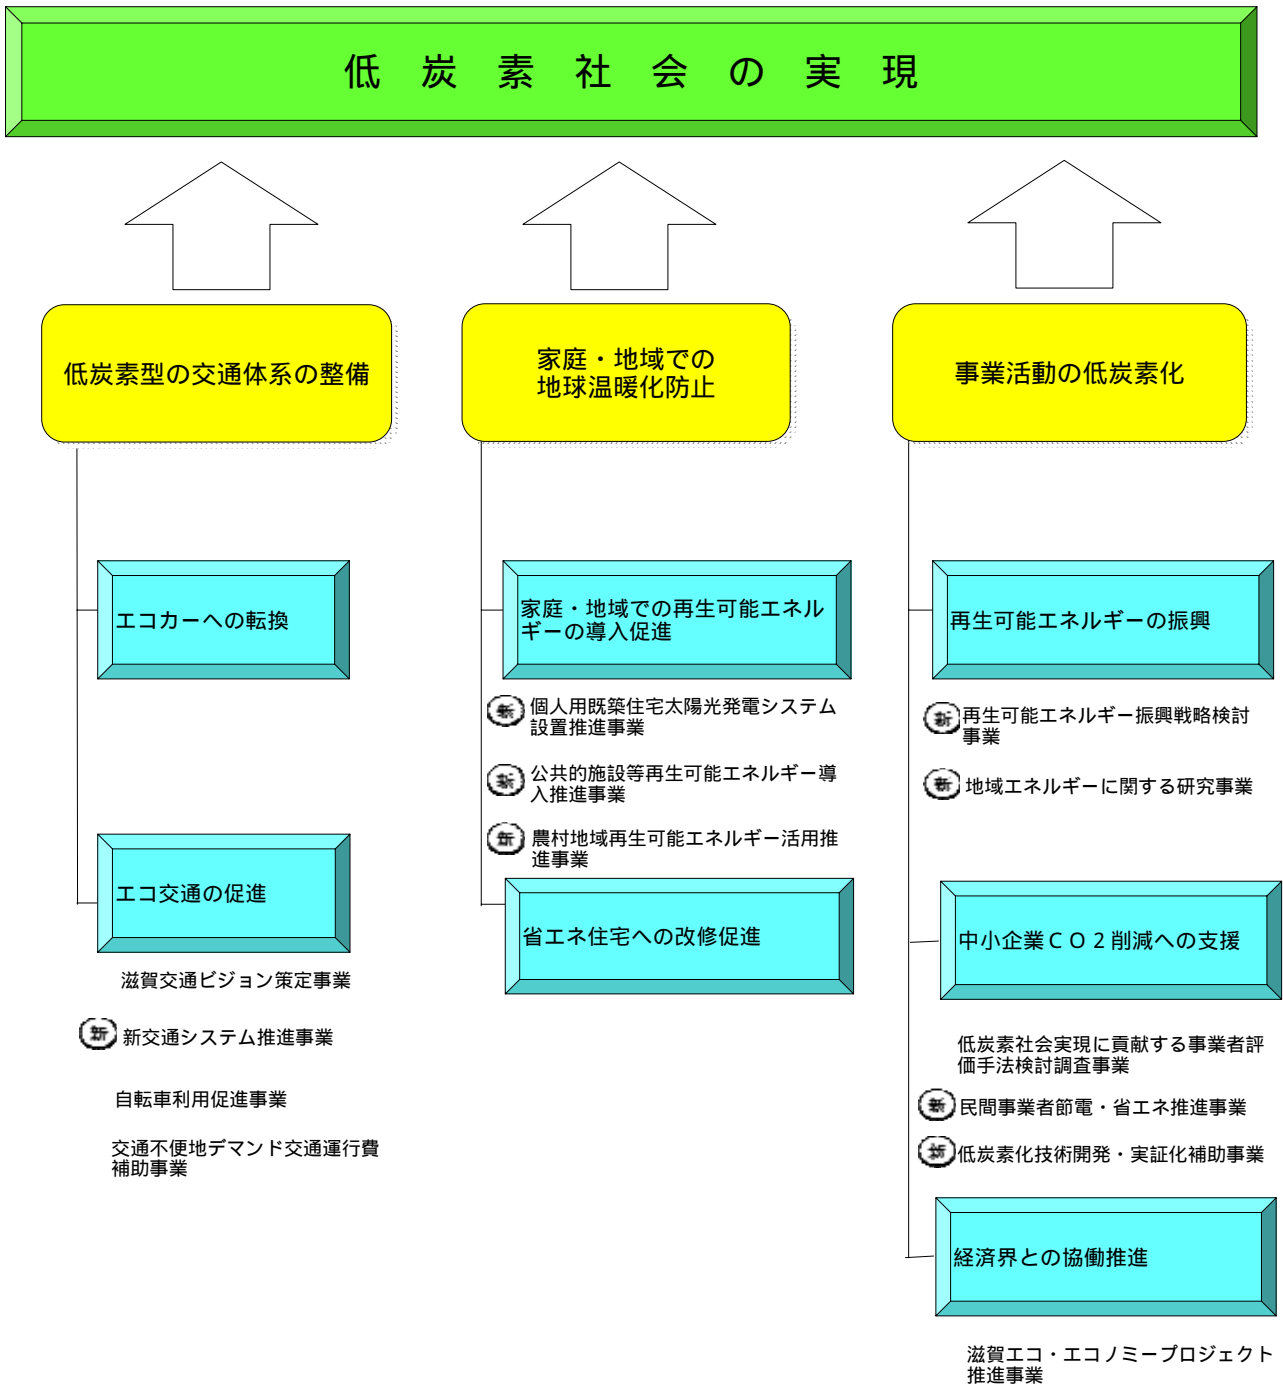 低炭素社会の実現
低炭素型の交通体系の整備
エコカーへの転換
エコ交通の促進
滋賀交通ビジョン策定事業
新 新交通システム推進事業
自転車利用促進事業
交通不便地デマンド交通運行費
補助事業
家庭・地域での
地球温暖化防止
家庭・地域での再生可能エネル
ギーの導入促進
新 個人用既築住宅太陽光発電システム
設置推進事業
新 公共的施設等再生可能エネルギー導
入推進事業
新 農村地域再生可能エネルギー活用推
進事業
省エネ住宅への改修促進
事業活動の低炭素化
再生可能エネルギーの振興
新 再生可能エネルギー振興戦略検討
事業
新 地域エネルギーに関する研究事業
中小企業ＣＯ２削減への支援
低炭素社会実現に貢献する事業者評
価手法検討調査事業
新 民間事業者節電・省エネ推進事業
新 低炭素化技術開発・実証化補助事業
経済界との協働推進
滋賀エコ・エコノミープロジェクト
推進事業